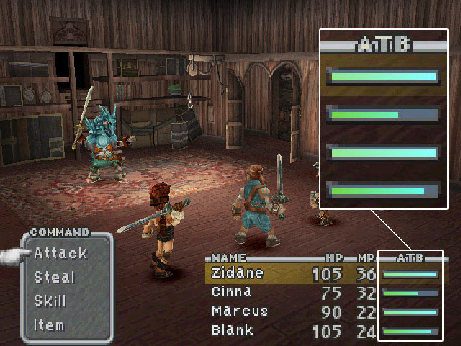 ATB
COMMAND
Attack
Steal
Skill
Item
NAME HP MP ATB
Zidane 105 36
Cinna 75 32
Marcus 90 22
Blank 105 24